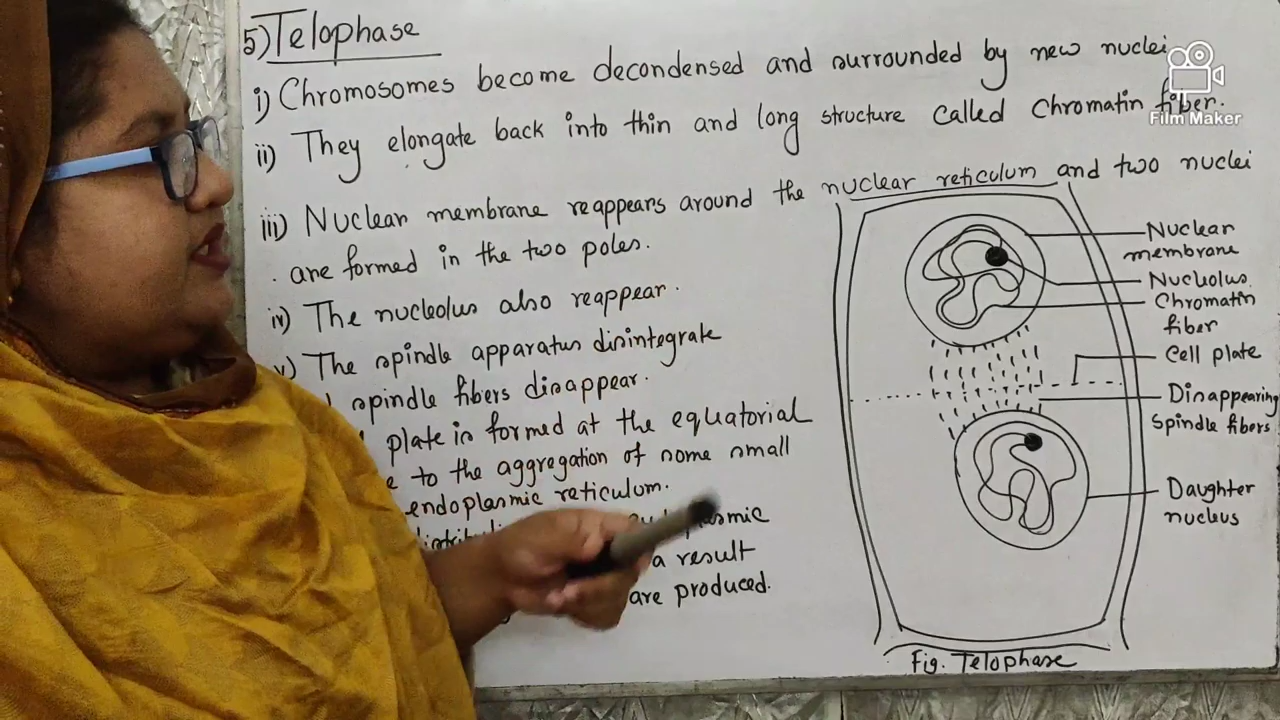 5) Telophase
i) Chromosomes become decondensed and surrounded by new nuclei
Film Maker
ii) They elongate back into thin and long structure called Chromatin fiber.
iii) Nuclear membrane reappears around the nuclear reticulum and two nuclei
are formed in the two poles.
iv) The nucleolus also reappear.
v) The spindle apparatus disintegrate
spindle fibers disappear.
plate is formed at the equatorial
to the aggregation of some small
endoplasmic reticulum.
a result
are produced.
Nuclear
membrane
Nucleolus
Chromatin
fiber
Cell plate
Disappearing
Spindle fibers
Daughter
nucleus
Fig. Telophase